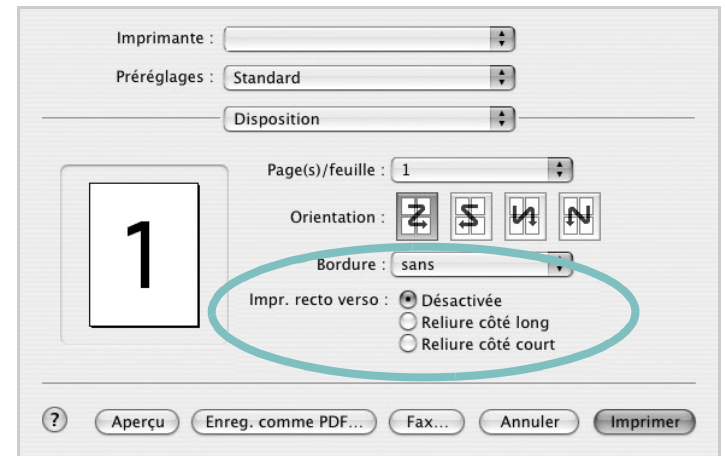 Imprimante :
Préréglages : Standard
Disposition
Page(s)/feuille : 1
Orientation :
1
Bordure : sans
Impr. recto verso : Désactivée
Reliure côté long
Reliure côté court
? Aperçu Enreg. comme PDF... Fax... Annuler Imprimer